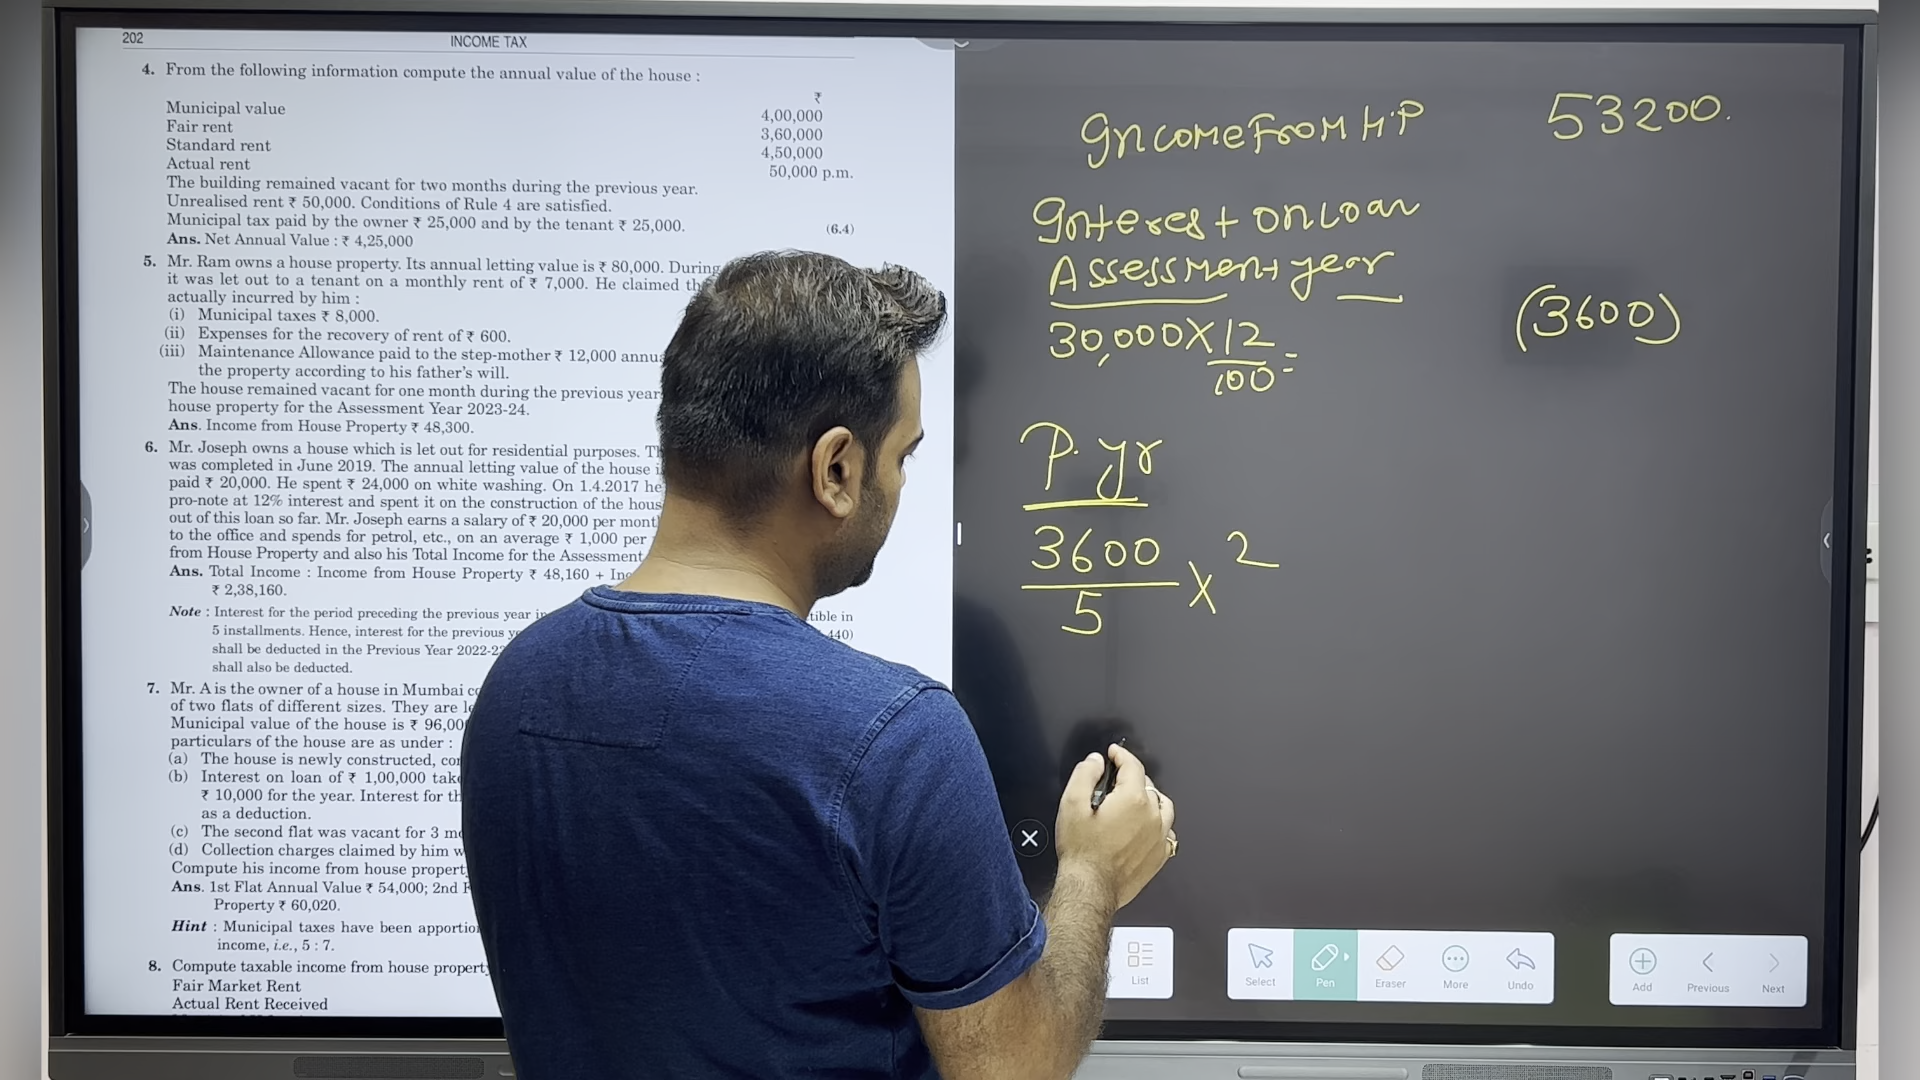 202 INCOME TAX
4. From the following information compute the annual value of the house :
₹
Municipal value 4,00,000
Fair rent 3,60,000
Standard rent 4,50,000
Actual rent 50,000 p.m.
The building remained vacant for two months during the previous year.
Unrealised rent ₹ 50,000. Conditions of Rule 4 are satisfied.
Municipal tax paid by the owner ₹ 25,000 and by the tenant ₹ 25,000. (6.4)
Ans. Net Annual Value : ₹ 4,25,000
5. Mr. Ram owns a house property. Its annual letting value is ₹ 80,000. During
it was let out to a tenant on a monthly rent of ₹ 7,000. He claimed
actually incurred by him :
(i) Municipal taxes ₹ 8,000.
(ii) Expenses for the recovery of rent of ₹ 600.
(iii) Maintenance Allowance paid to the step-mother ₹ 12,000
the property according to his father's will.
The house remained vacant for one month during the previous year
house property for the Assessment Year 2023-24.
Ans. Income from House Property ₹ 48,300.
6. Mr. Joseph owns a house which is let out for residential purposes.
was completed in June 2019. The annual letting value of the house
paid ₹ 20,000. He spent ₹ 24,000 on white washing. On 1.4.2017 he
pro-note at 12% interest and spent it on the construction of the
out of this loan so far. Mr. Joseph earns a salary of ₹ 20,000 per
to the office and spends for petrol, etc., on an average ₹ 1,000 per
from House Property and also his Total Income for the Assessment
Ans. Total Income : Income from House Property ₹ 48,160 +
₹ 2,38,160.
Note : Interest for the period preceding the previous year in
5 installments. Hence, interest for the previous 440)
shall be deducted in the Previous Year
shall also be deducted.
7. Mr. A is the owner of a house in Mumbai
of two flats of different sizes. They are
Municipal value of the house is ₹ 96,00
particulars of the house are as under :
(a) The house is newly constructed,
(b) Interest on loan of ₹ 1,00,000
₹ 10,000 for the year. Interest for
as a deduction.
(c) The second flat was vacant for 3
(d) Collection charges claimed by him
Compute his income from house
Ans. 1st Flat Annual Value ₹ 54,000; 2nd
Property ₹ 60,020.
Hint : Municipal taxes have been
income, i.e., 5 : 7.
8. Compute taxable income from house
Fair Market Rent
Actual Rent Received
Income From H.P 53200.
Interest on Loan
Assessment year
30,000 X 12 = (3600)
100
P.yr
3600 X 2
5
List
Select
Pen
Eraser
More
Undo
Add
Previous
Next